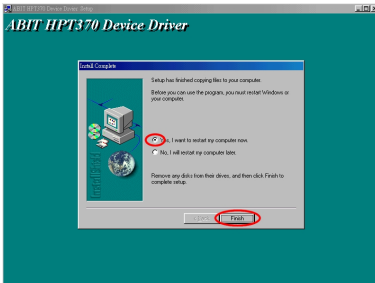 ABIT HPT370 Device Driver Setup
ABIT HPT370 Device Driver
Install Complete
Setup has finished copying files to your computer.
Before you can use the program, you must restart Windows or
your computer.
Yes, I want to restart my computer now.
No, I will restart my computer later.
Remove any disks from their drives, and then click Finish to
complete setup.
InstallShield
< Back
Finish